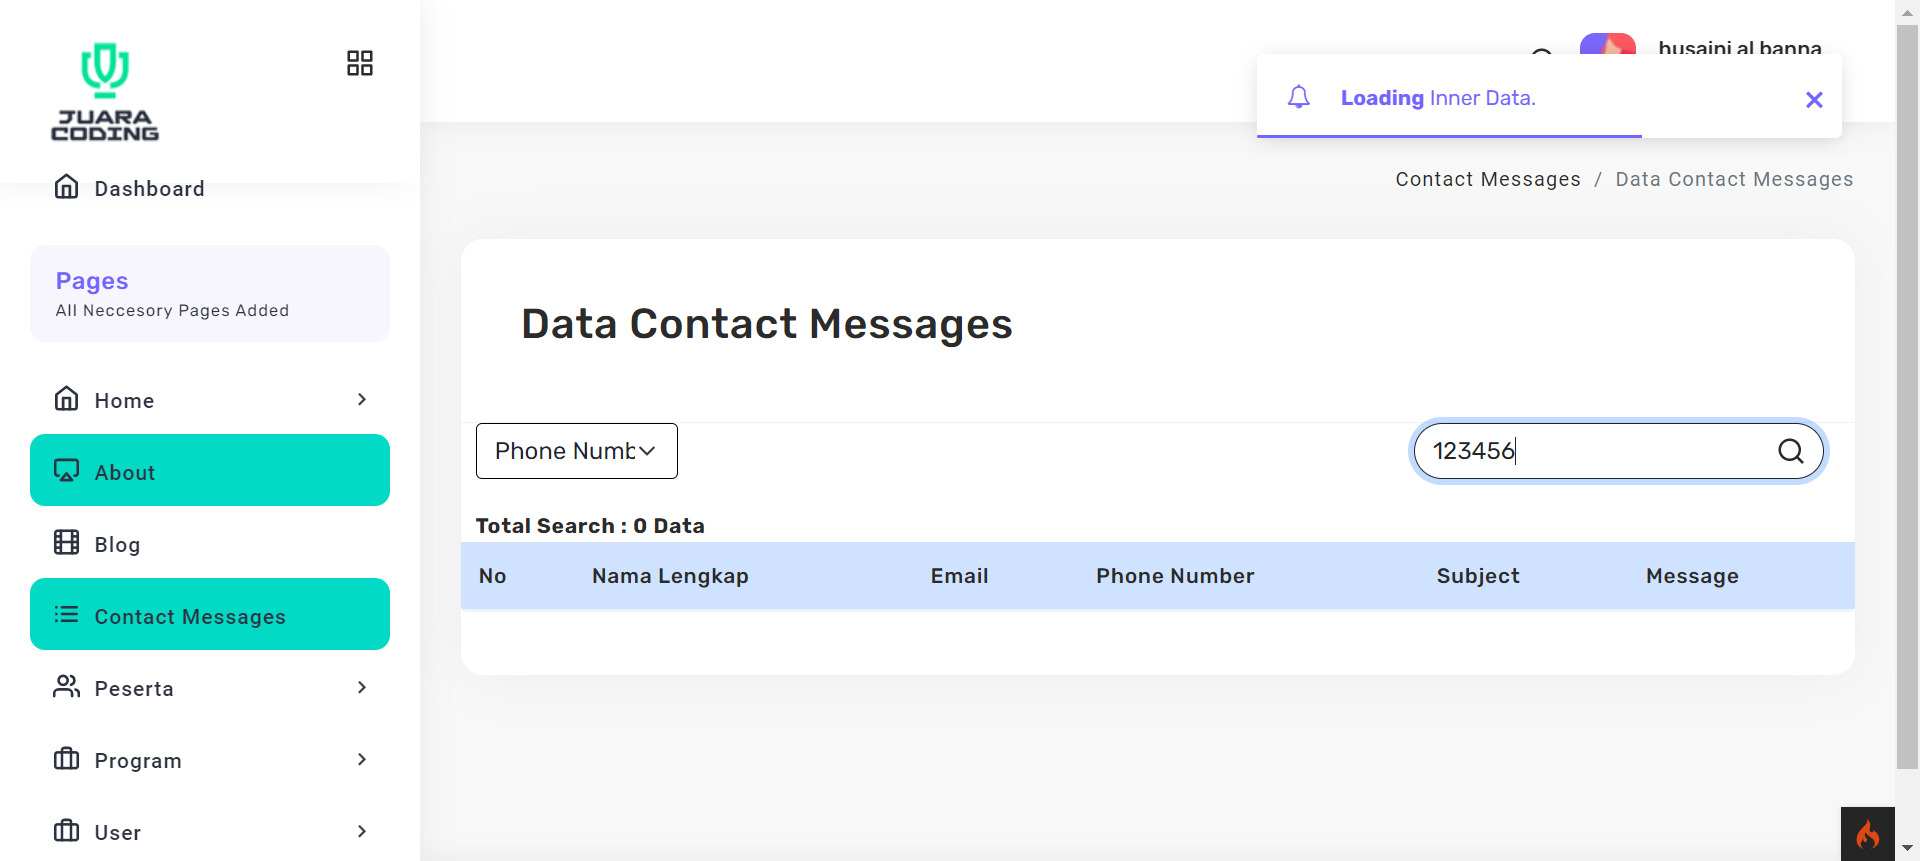 JUARA
CODING
Dashboard
Pages
All Neccesory Pages Added
Home
About
Blog
Contact Messages
Peserta
Program
User
husaini al banna
Loading Inner Data.
Contact Messages / Data Contact Messages
Data Contact Messages
Phone Numb
123456
Total Search : 0 Data
No Nama Lengkap Email Phone Number Subject Message